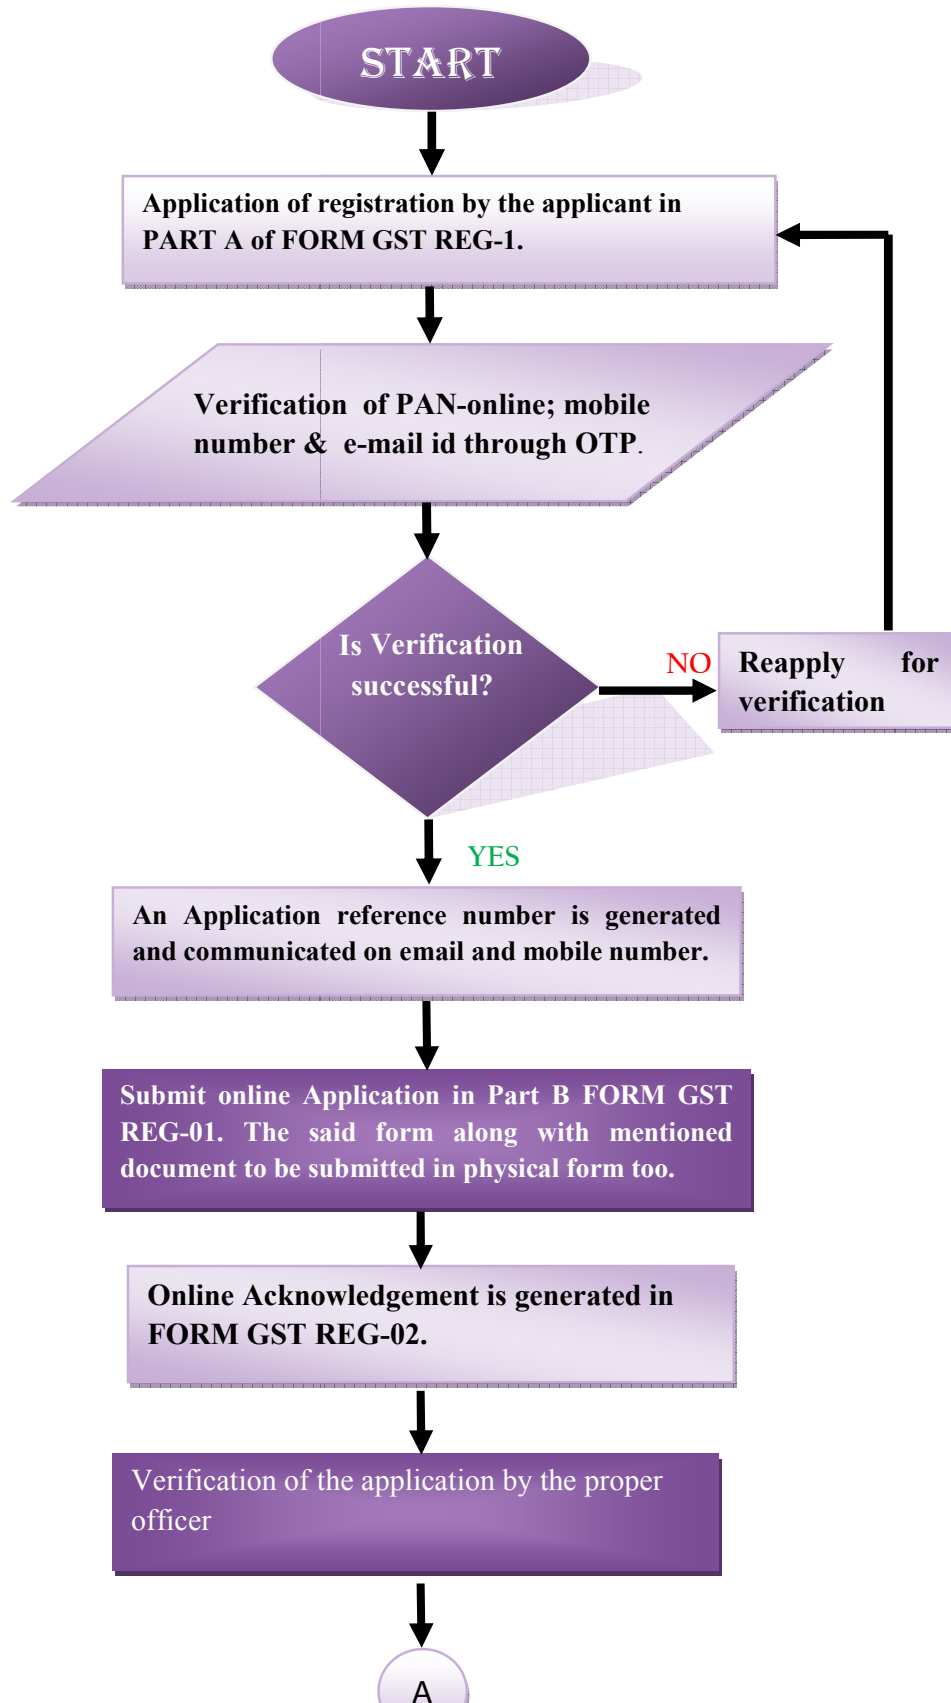 START
Application of registration by the applicant in
PART A of FORM GST REG-1.
Verification of PAN-online; mobile
number & e-mail id through OTP.
Is Verification
successful?
NO
Reapply for
verification
YES
An Application reference number is generated
and communicated on email and mobile number.
Submit online Application in Part B FORM GST
REG-01. The said form along with mentioned
document to be submitted in physical form too.
Online Acknowledgement is generated in
FORM GST REG-02.
Verification of the application by the proper
officer
A